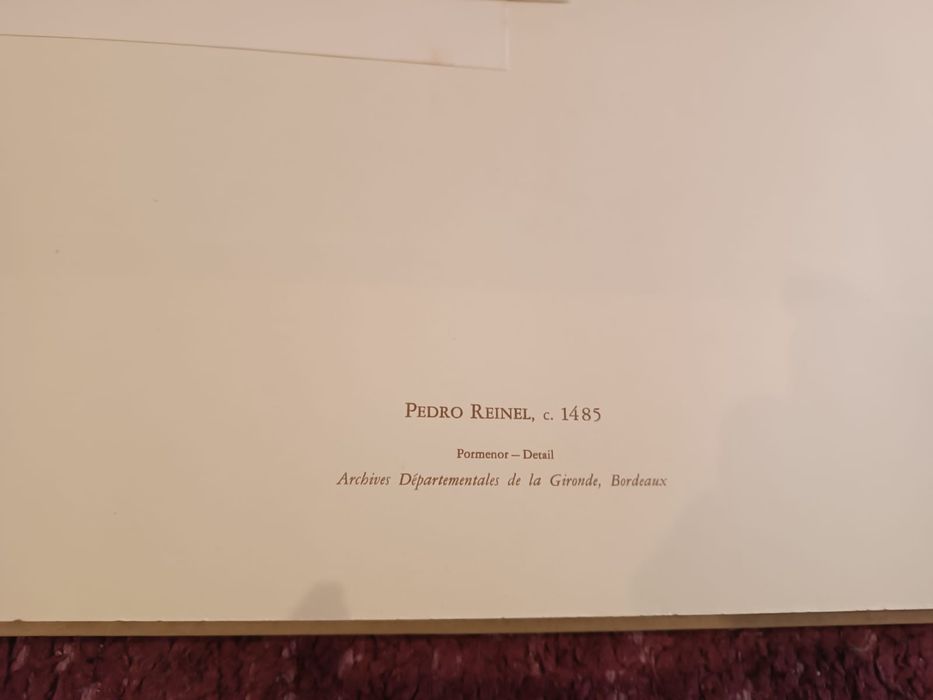 PEDRO REINEL, c. 1485
Pormenor – Detail
Archives Départementales de la Gironde, Bordeaux